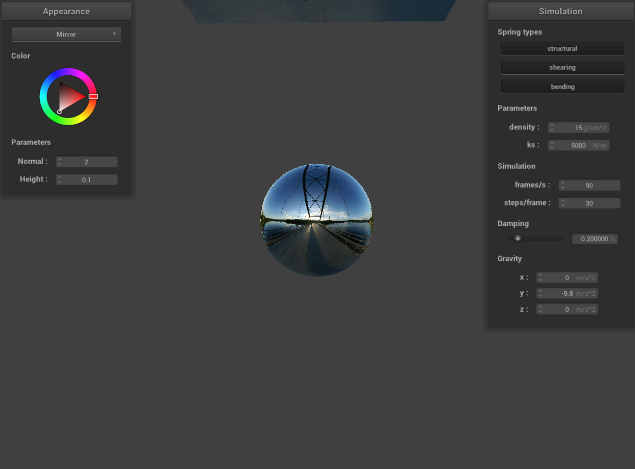 Appearance
Mirror
Color
Parameters
Normal : 2
Height : 0.1
Simulation
Spring types
structural
shearing
bending
Parameters
density : 15 g/cm^2
ks : 5000 N/m
Simulation
frames/s : 90
steps/frame : 30
Damping
0.200000 %
Gravity
x : 0 m/s^2
y : -9.8 m/s^2
z : 0 m/s^2